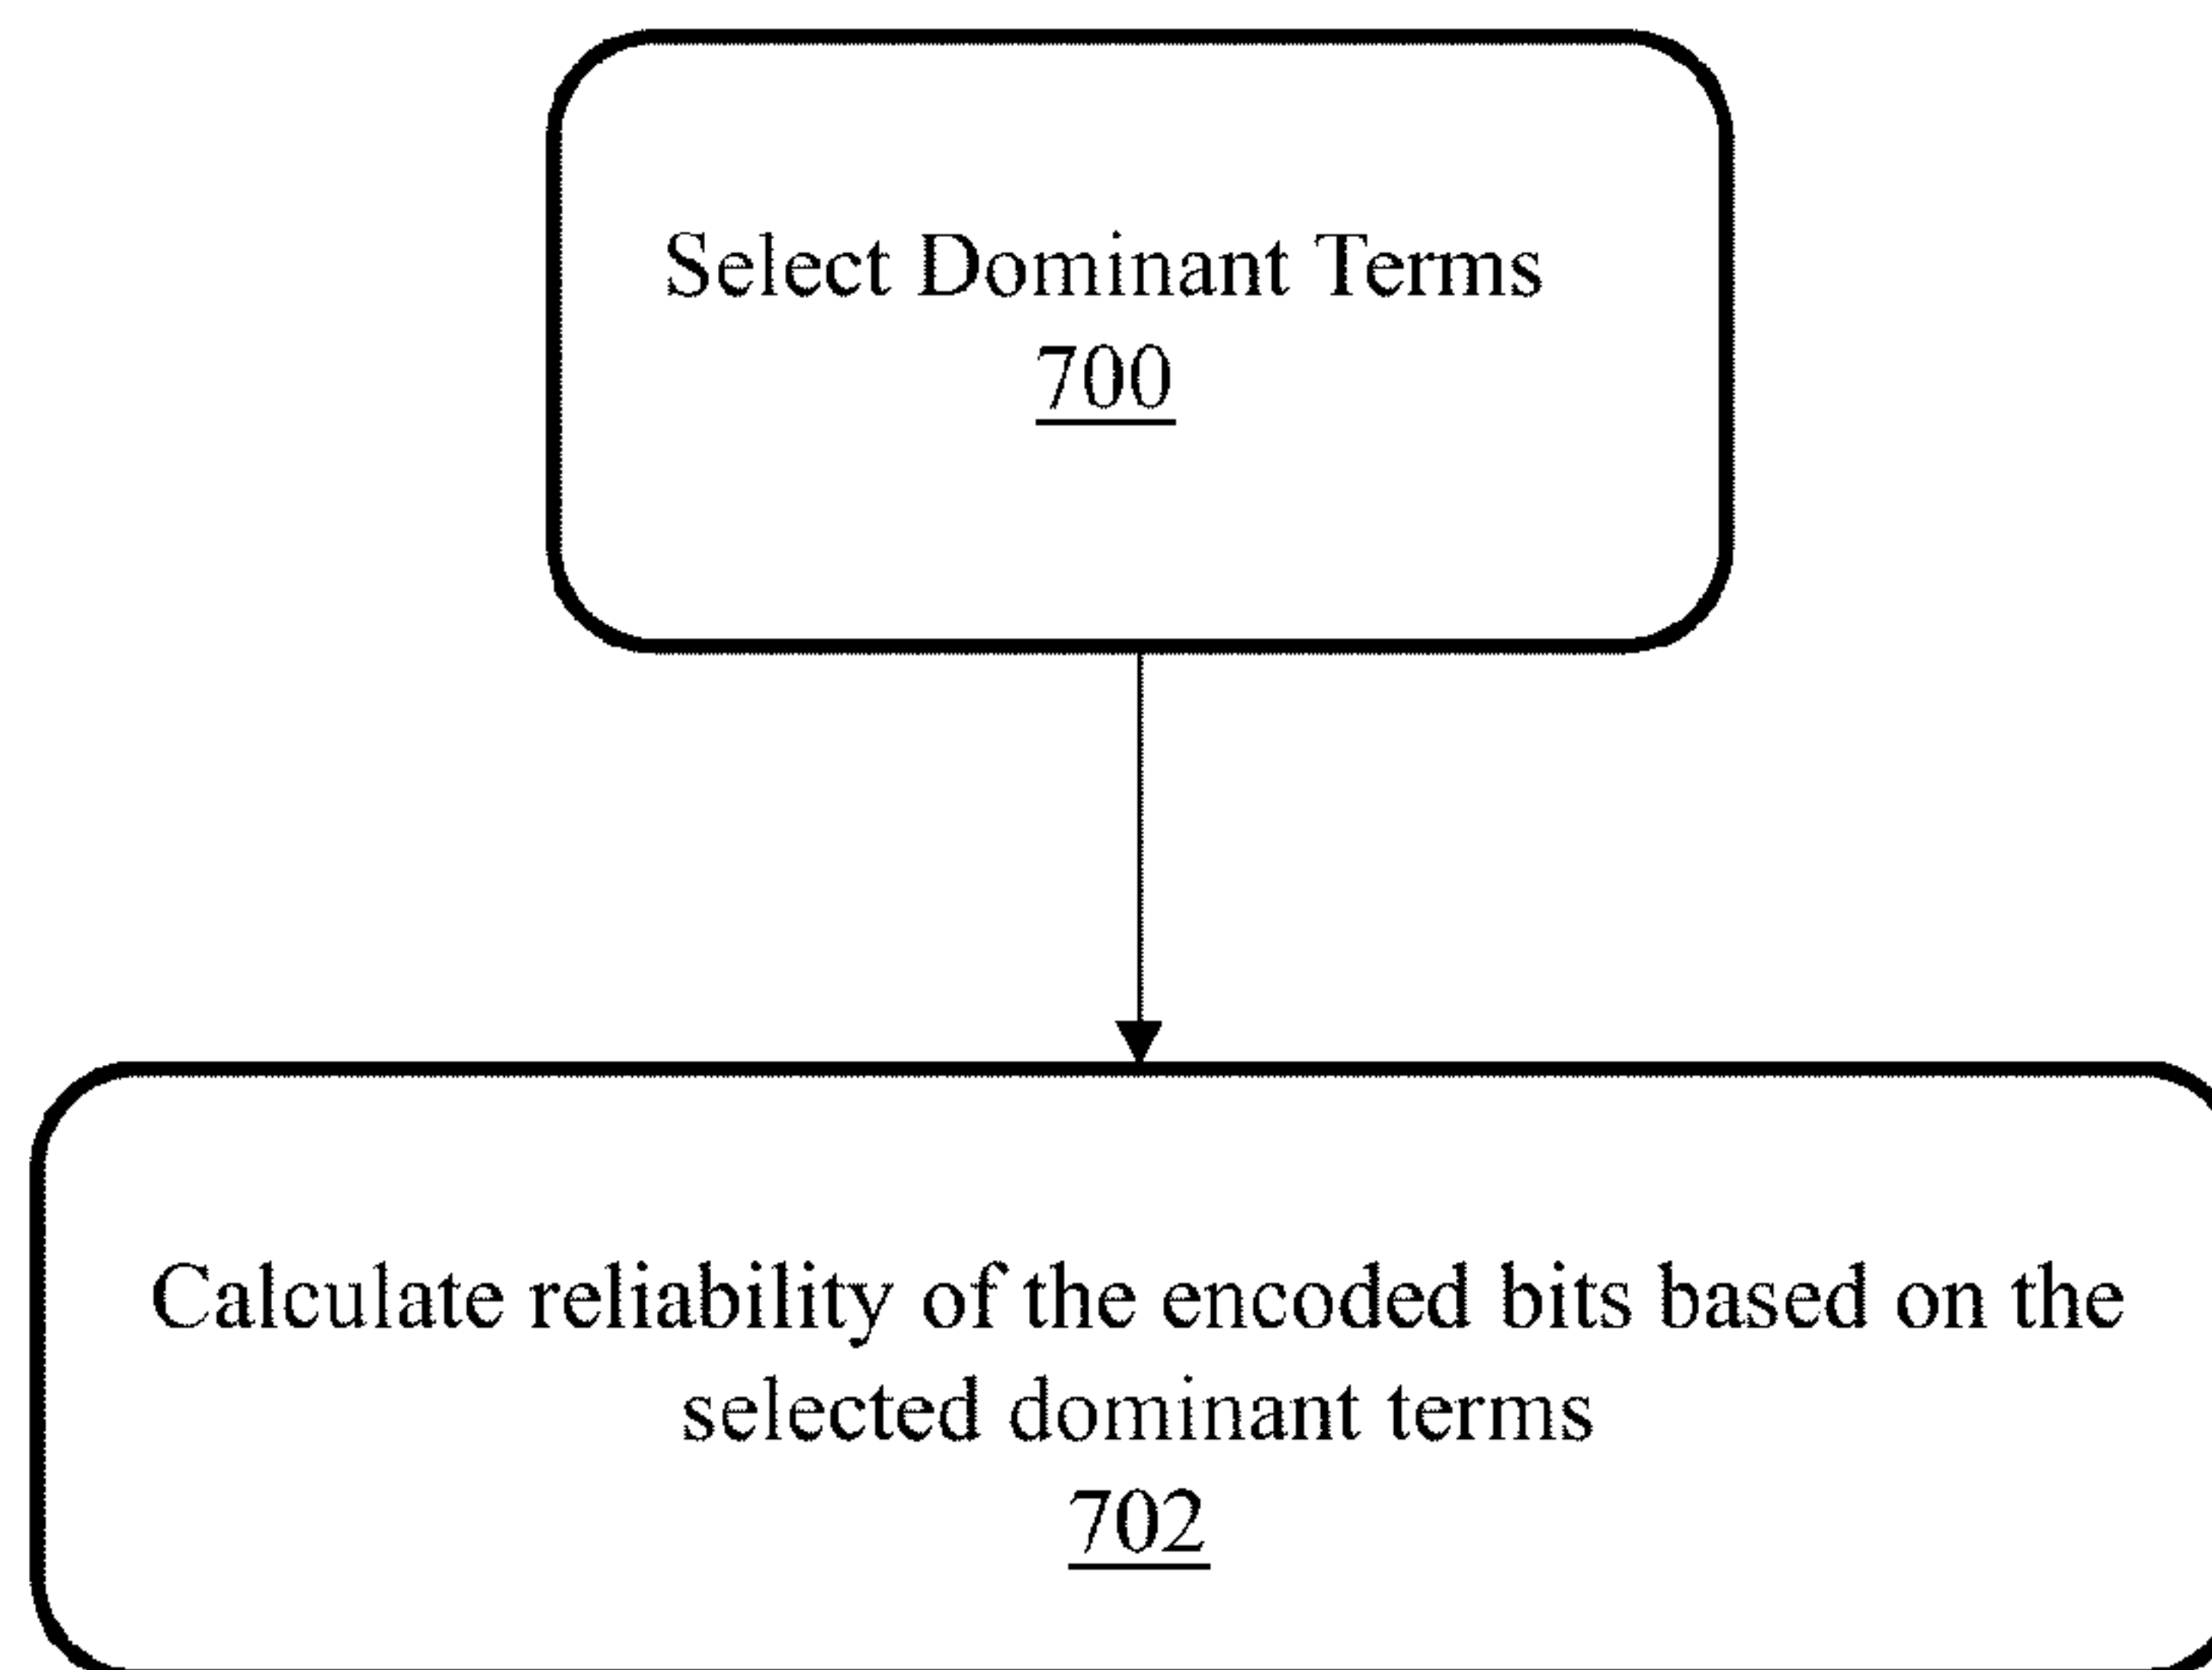 Select Dominant Terms
700
Calculate reliability of the encoded bits based on the
selected dominant terms
702